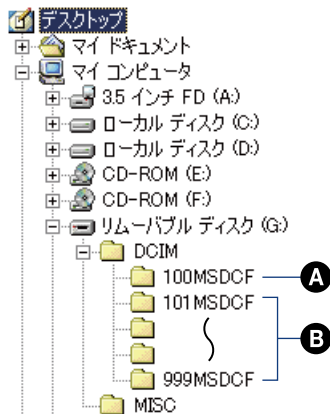 デスクトップ
マイ ドキュメント
マイ コンピュータ
3.5 インチ FD (A:)
ローカル ディスク (C:)
ローカル ディスク (D:)
CD-ROM (E:)
CD-ROM (F:)
リムーバブル ディスク (G:)
DCIM
100MSDCF A
101MSDCF
B
999MSDCF
MISC